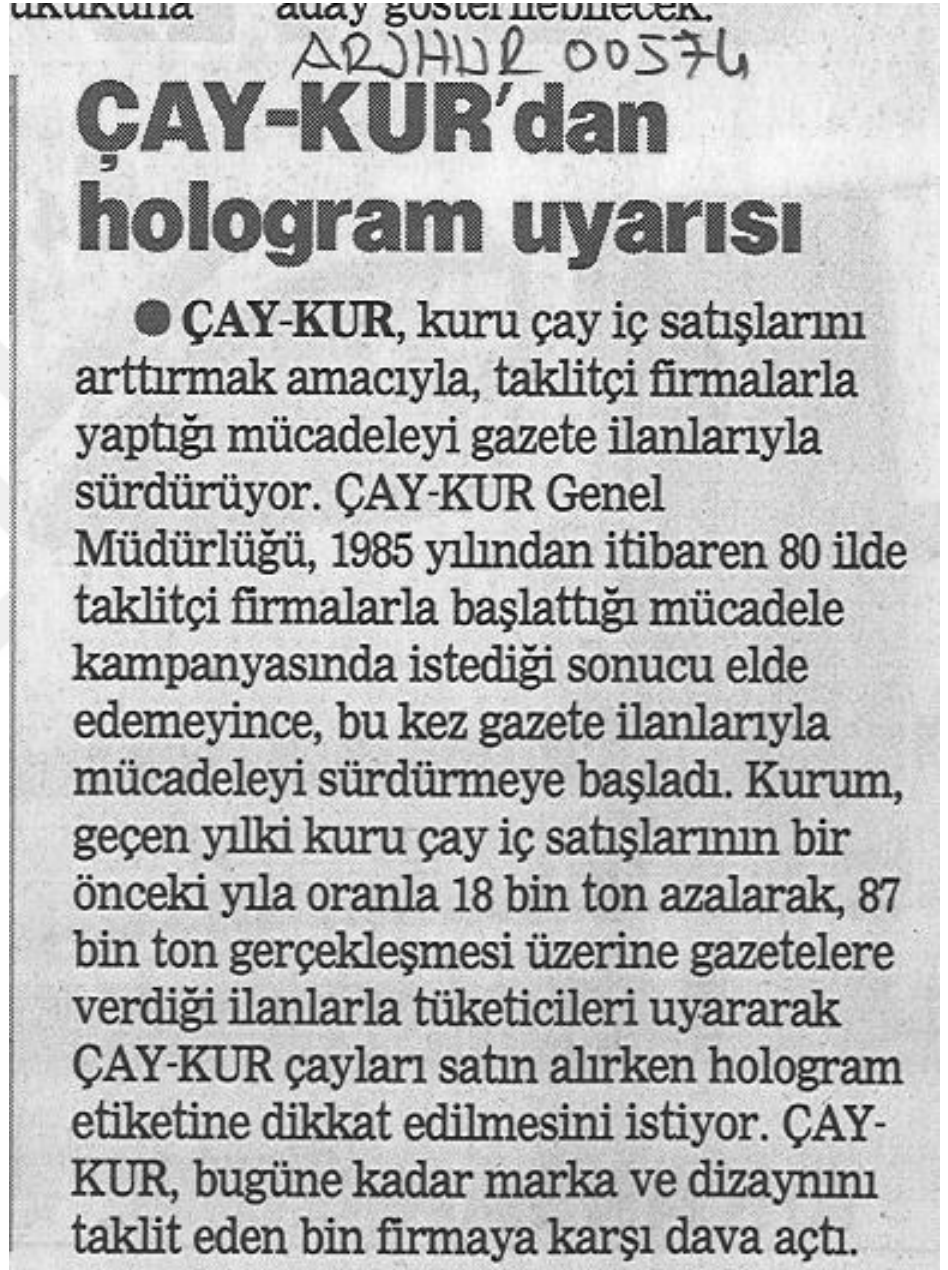 aday gösterilebilecek.
ARJHUR 00574
ÇAY-KUR'dan
hologram uyarısı
● ÇAY-KUR, kuru çay iç satışlarını
arttırmak amacıyla, taklitçi firmalarla
yaptığı mücadeleyi gazete ilanlarıyla
sürdürüyor. ÇAY-KUR Genel
Müdürlüğü, 1985 yılından itibaren 80 ilde
taklitçi firmalarla başlattığı mücadele
kampanyasında istediği sonucu elde
edemeyince, bu kez gazete ilanlarıyla
mücadeleyi sürdürmeye başladı. Kurum,
geçen yılki kuru çay iç satışlarının bir
önceki yıla oranla 18 bin ton azalarak, 87
bin ton gerçekleşmesi üzerine gazetelere
verdiği ilanlarla tüketicileri uyararak
ÇAY-KUR çayları satın alırken hologram
etiketine dikkat edilmesini istiyor. ÇAY-
KUR, bugüne kadar marka ve dizaynını
taklit eden bin firmaya karşı dava açtı.